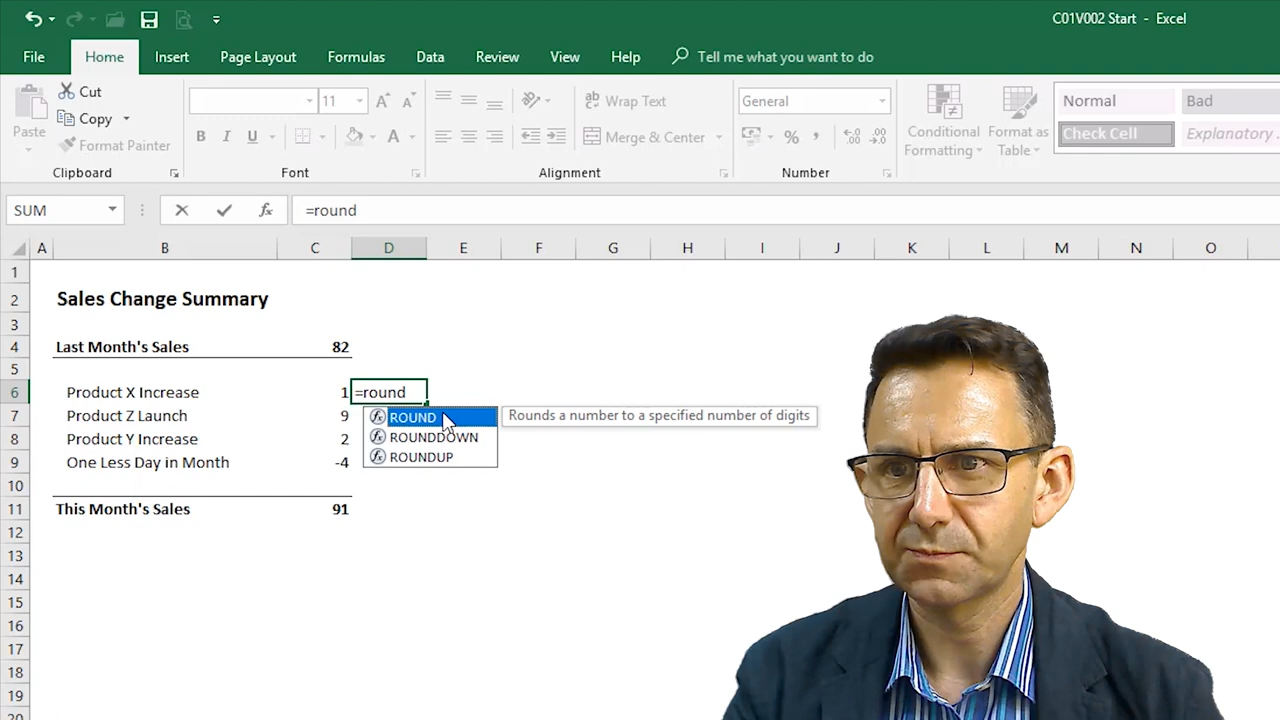 C01V002 Start - Excel
File Home Insert Page Layout Formulas Data Review View Help Tell me what you want to do
Paste
Cut
Copy
Format Painter
Clipboard
11
B I U
Font
Wrap Text
Merge & Center
Alignment
General
%
Number
Conditional Formatting
Format as Table
Normal
Bad
Check Cell
Explanatory ...
SUM
fx
=round
A B C D E F G H I J K L M N O
1
2 Sales Change Summary
3
4 Last Month's Sales 82
5
6 Product X Increase 1 =round
7 Product Z Launch 9
8 Product Y Increase 2
9 One Less Day in Month -4
10
11 This Month's Sales 91
12
13
14
15
16
17
18
19
20
ROUND
Rounds a number to a specified number of digits
ROUNDDOWN
ROUNDUP